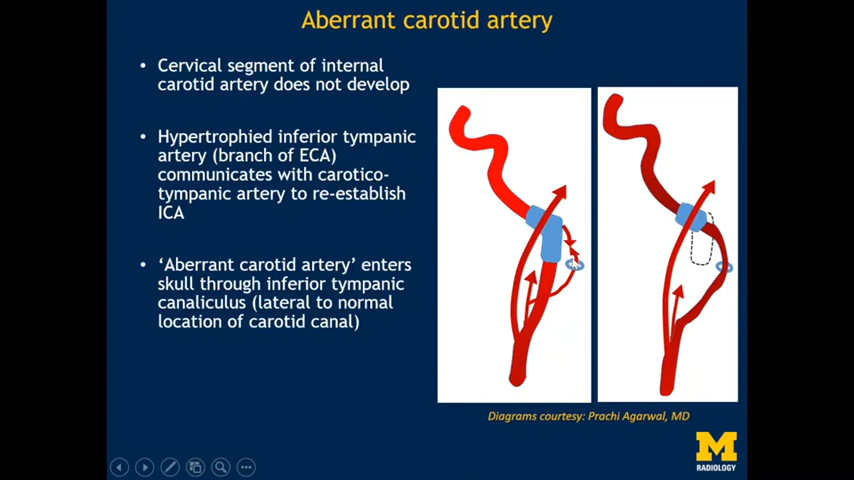 Aberrant carotid artery
• Cervical segment of internal
carotid artery does not develop
• Hypertrophied inferior tympanic
artery (branch of ECA)
communicates with carotico-
tympanic artery to re-establish
ICA
• ‘Aberrant carotid artery’ enters
skull through inferior tympanic
canaliculus (lateral to normal
location of carotid canal)
Diagrams courtesy: Prachi Agarwal, MD
M
RADIOLOGY